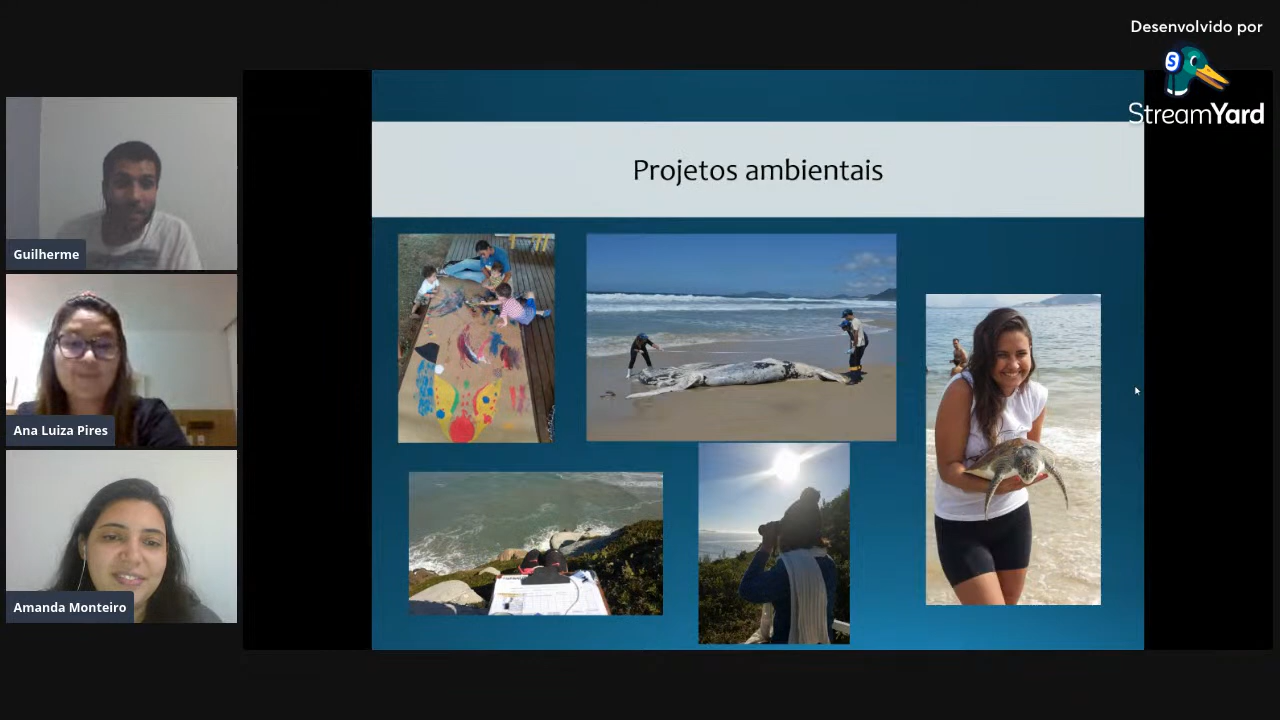 Desenvolvido por
S
StreamYard
Projetos ambientais
Guilherme
Ana Luiza Pires
Amanda Monteiro